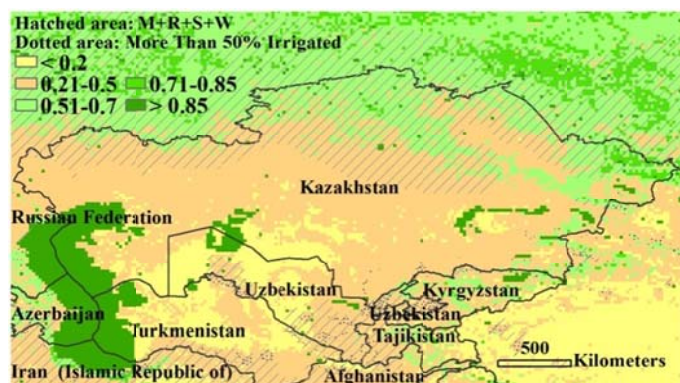 Hatched area: M+R+S+W
Dotted area: More Than 50% Irrigated
< 0.2
0,21-0.5 0.71-0.85
0.51-0.7 > 0.85
Kazakhstan
Russian Federation
Uzbekistan Kyrgyzstan
Azerbaijan Uzbekistan
Turkmenistan Tajikistan
500
Kilometers
Iran (Islamic Republic of) Afghanistan